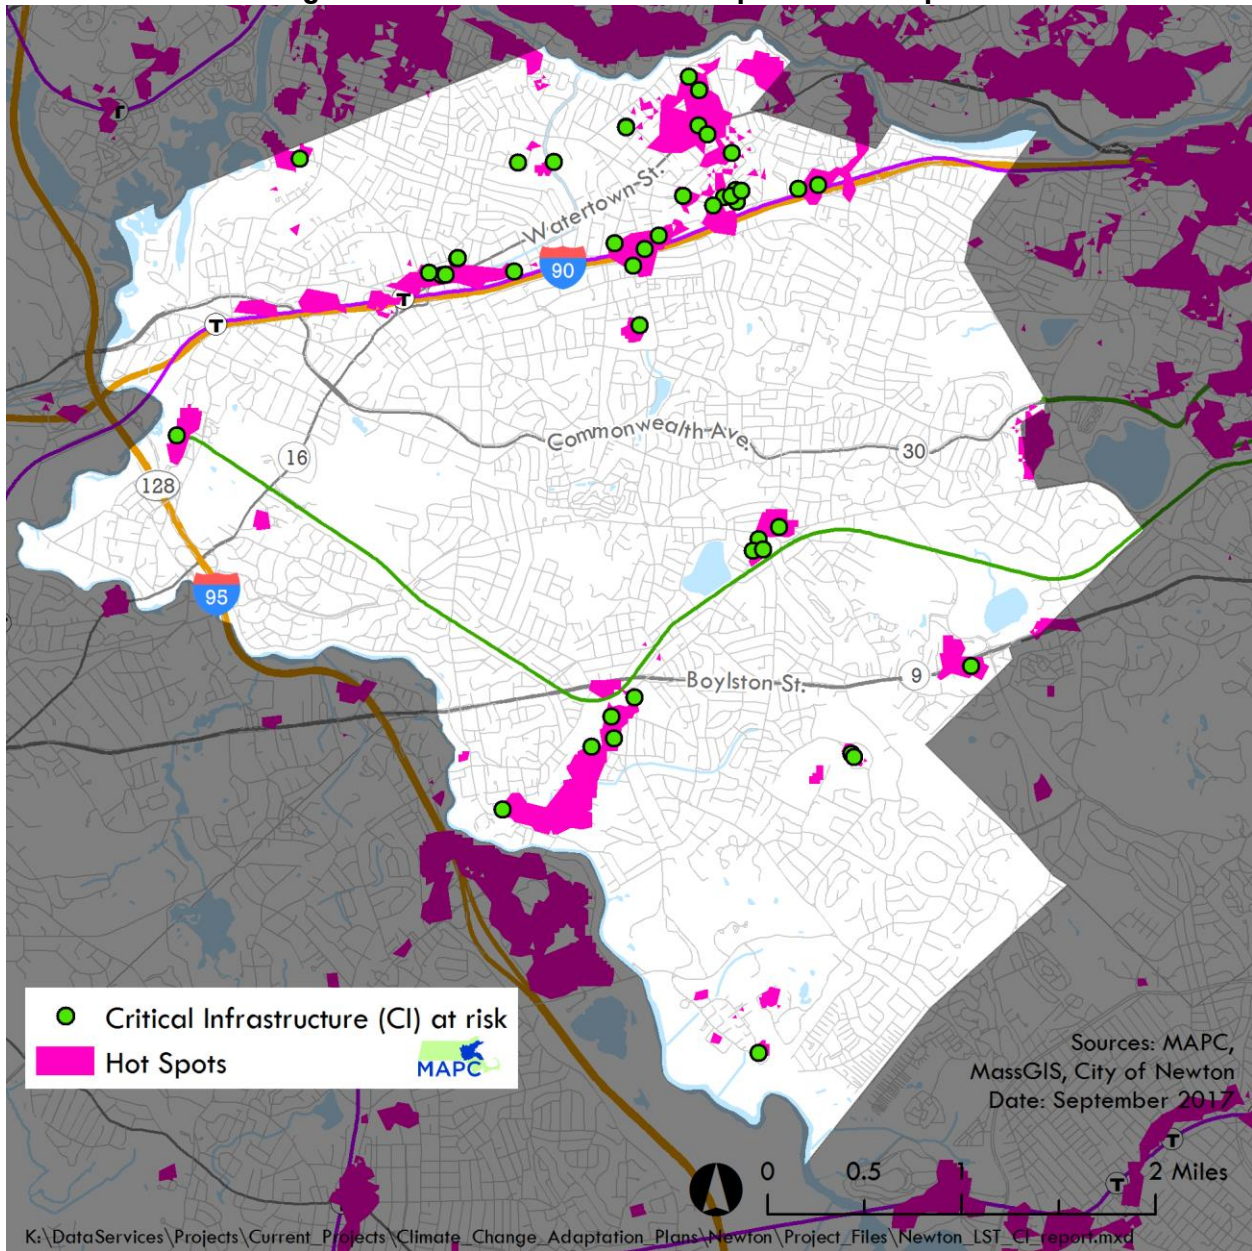 T
Watertown St.
90
T
T
Commonwealth Ave.
30
16
128
95
Boylston St.
9
Critical Infrastructure (CI) at risk
Hot Spots
MAPC
Sources: MAPC,
MassGIS, City of Newton
Date: September 2017
T
T
0 0.5 1 2 Miles
K:\DataServices\Projects\Current_Projects\Climate_Change_Adaptation_Plans\Newton\Project_Files\Newton_LST_CI_report.mxd